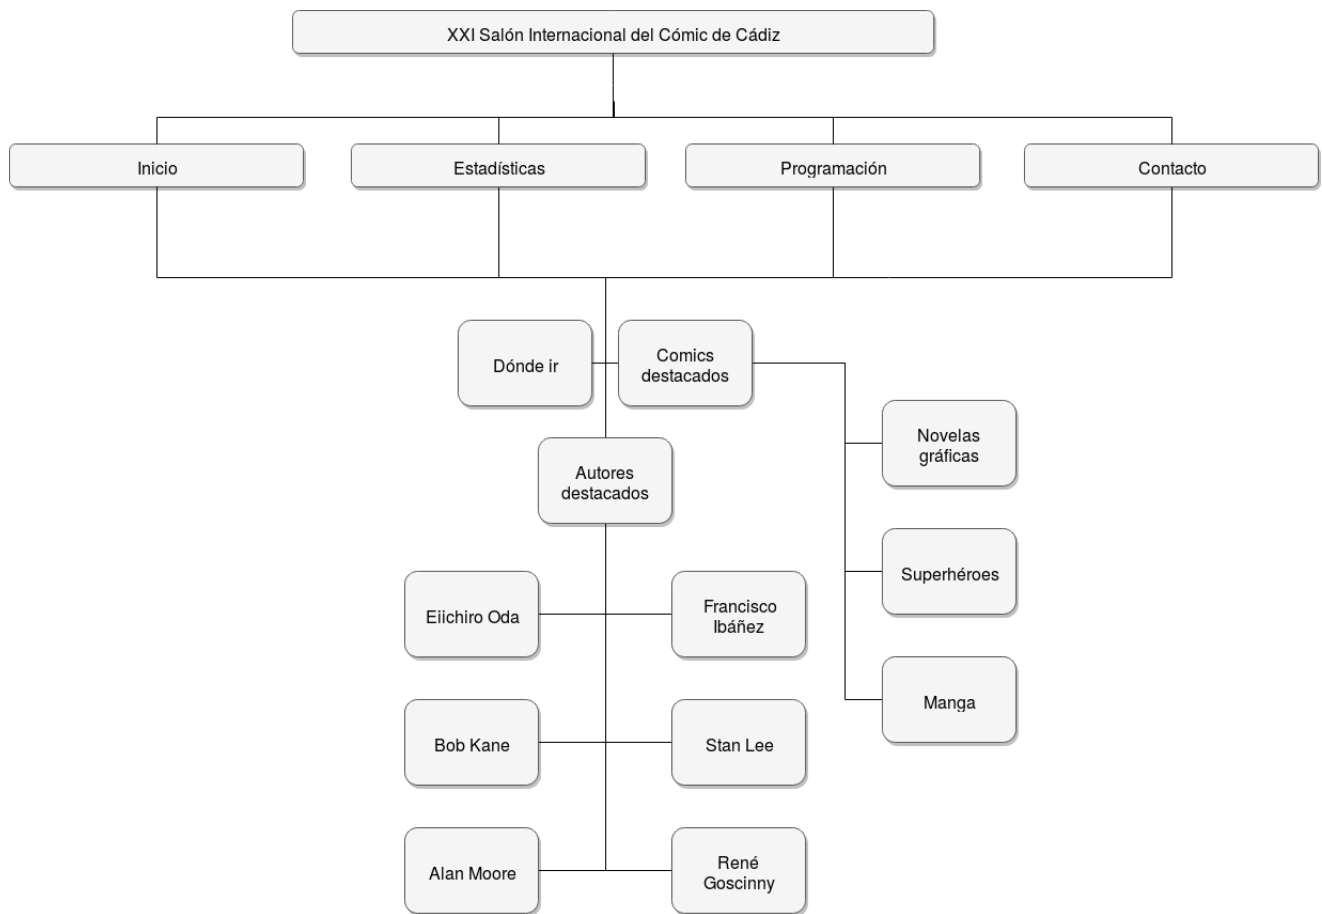 XXI Salón Internacional del Cómic de Cádiz
Inicio
Estadísticas
Programación
Contacto
Dónde ir
Comics
destacados
Novelas
gráficas
Autores
destacados
Superhéroes
Eiichiro Oda
Francisco
Ibáñez
Manga
Bob Kane
Stan Lee
Alan Moore
René
Goscinny